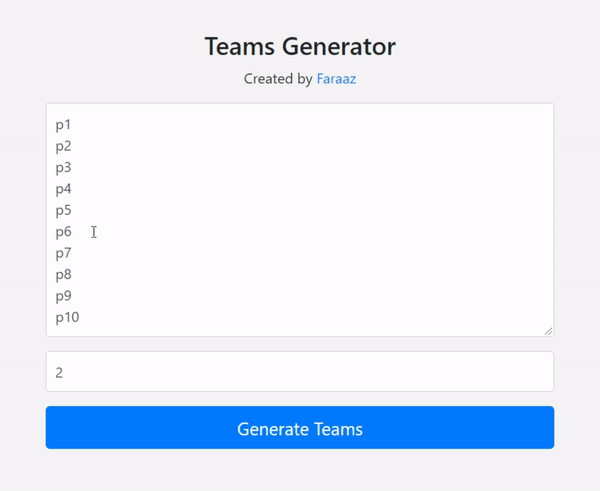 Teams Generator
Created by Faraaz
p1
p2
p3
p4
p5
p6
p7
p8
p9
p10
2
Generate Teams